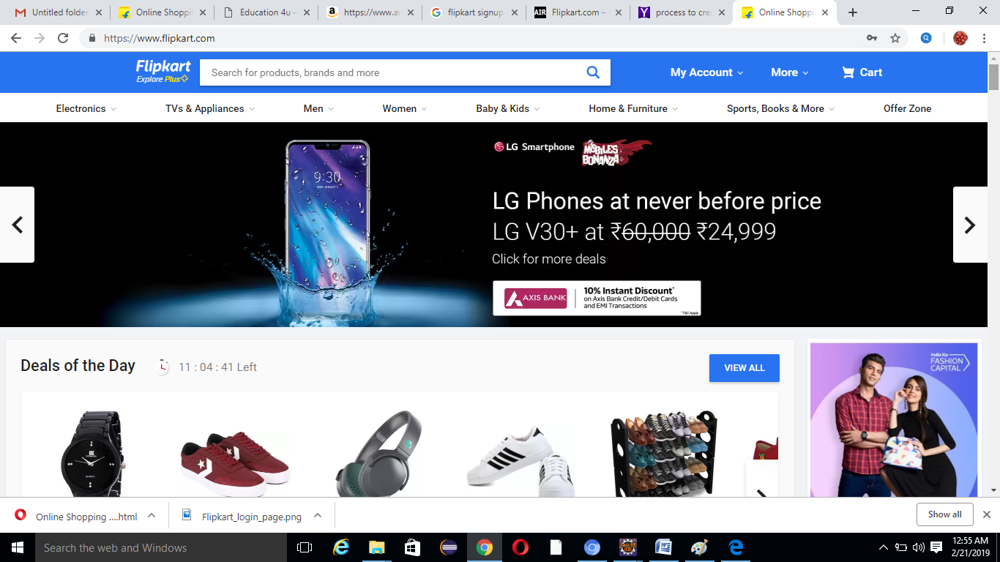 Untitled folder
Online Shoppi
Education 4u –
https://www.a
flipkart signup
AIR Flipkart.com –
process to cre
Online Shoppi
https://www.flipkart.com
Flipkart
Explore Plus
Search for products, brands and more
My Account
More
Cart
Electronics
TVs & Appliances
Men
Women
Baby & Kids
Home & Furniture
Sports, Books & More
Offer Zone
LG Smartphone
MOBILES
BONANZA
9:30
WED, AUGUST 1
LG Phones at never before price
LG V30+ at ₹60,000 ₹24,999
Click for more deals
AXIS BANK
10% Instant Discount*
on Axis Bank Credit/Debit Cards
and EMI Transactions
*T&C Apply
Deals of the Day
11 : 04 : 41 Left
VIEW ALL
India Ka
FASHION
CAPITAL
QUARTZ
Online Shopping ....html
Flipkart_login_page.png
Show all
Search the web and Windows
12:55 AM
2/21/2019